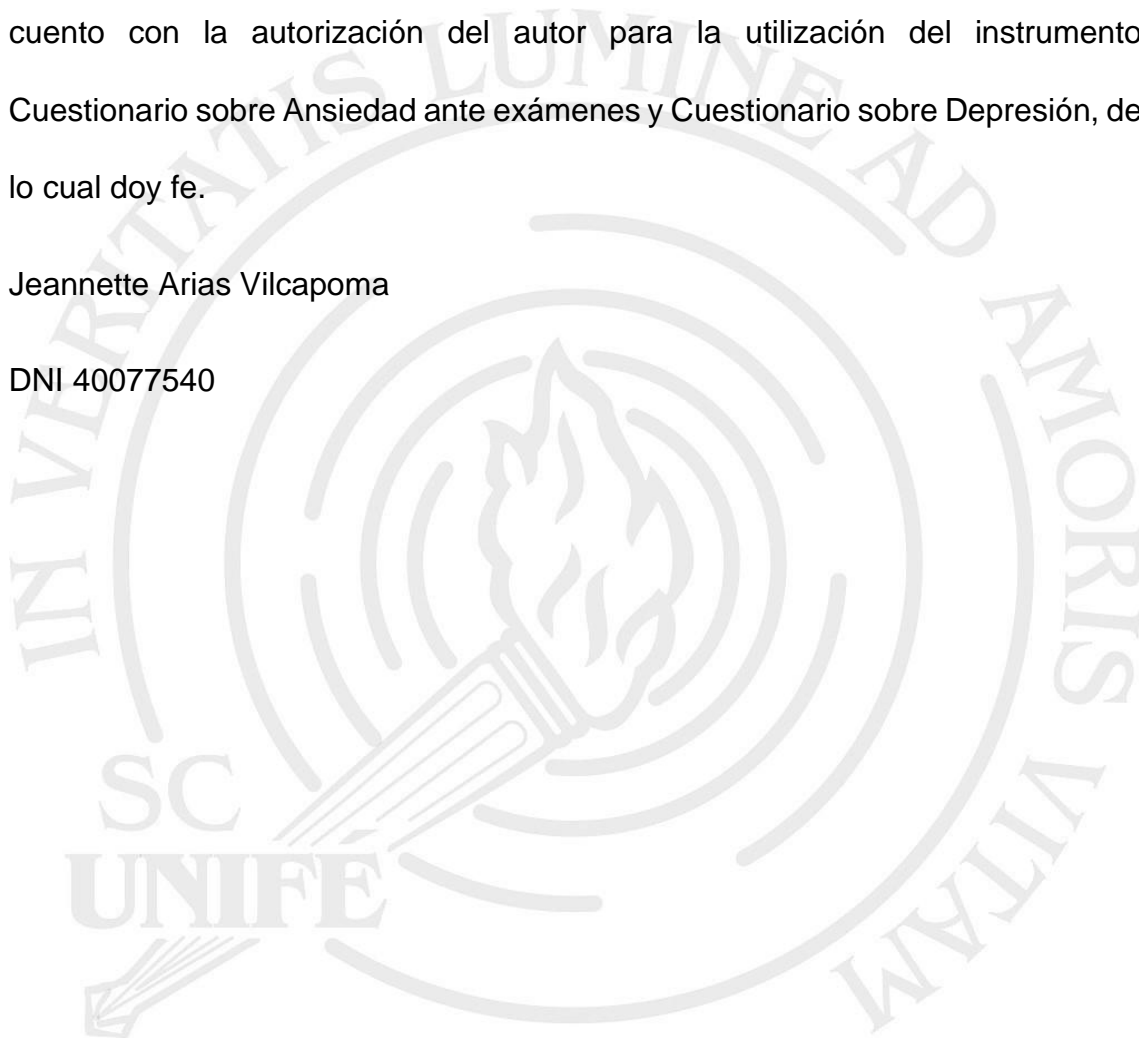 cuento con la autorización del autor para la utilización del instrumento
Cuestionario sobre Ansiedad ante exámenes y Cuestionario sobre Depresión, de
lo cual doy fe.
Jeannette Arias Vilcapoma
DNI 40077540
IN VERITATIS LUMINE AD AMORIS VITAM
SC
UNIFÉ